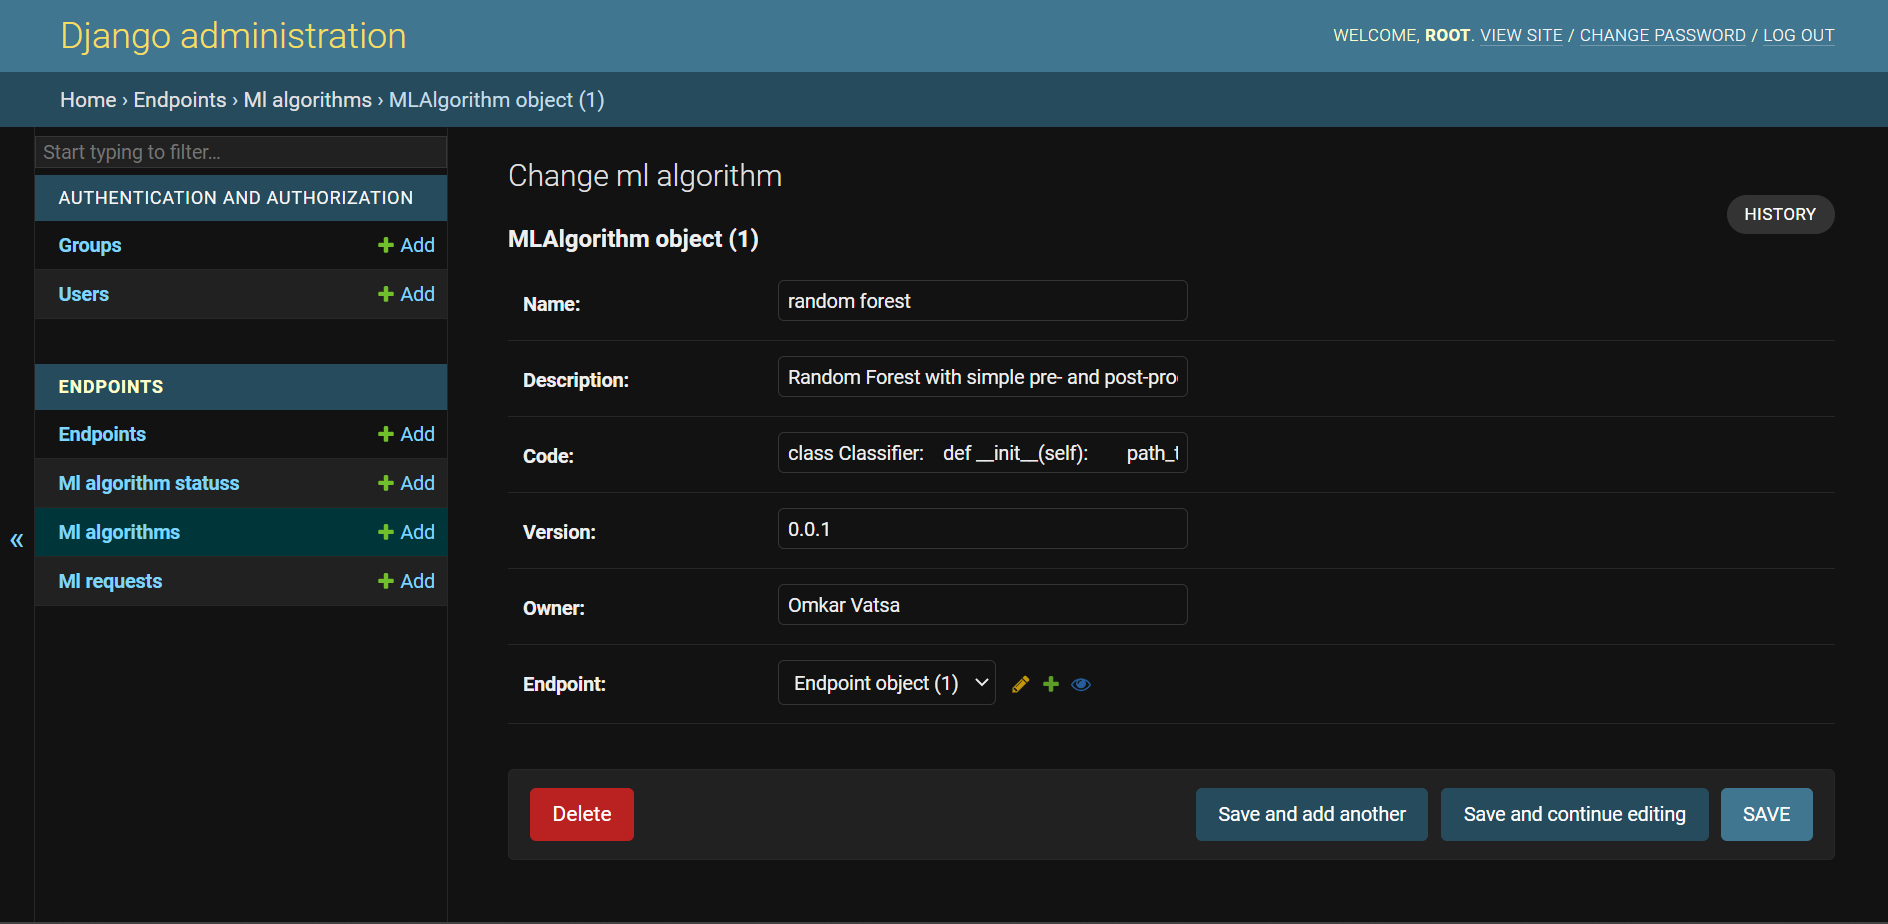 Django administration
WELCOME, ROOT. VIEW SITE / CHANGE PASSWORD / LOG OUT
Home › Endpoints › Ml algorithms › MLAlgorithm object (1)
Start typing to filter...
AUTHENTICATION AND AUTHORIZATION
Groups + Add
Users + Add
ENDPOINTS
Endpoints + Add
Ml algorithm statuss + Add
Ml algorithms + Add
Ml requests + Add
«
Change ml algorithm
HISTORY
MLAlgorithm object (1)
Name: random forest
Description: Random Forest with simple pre- and post-pro
Code: class Classifier: def __init__(self): path_t
Version: 0.0.1
Owner: Omkar Vatsa
Endpoint: Endpoint object (1)
Delete Save and add another Save and continue editing SAVE